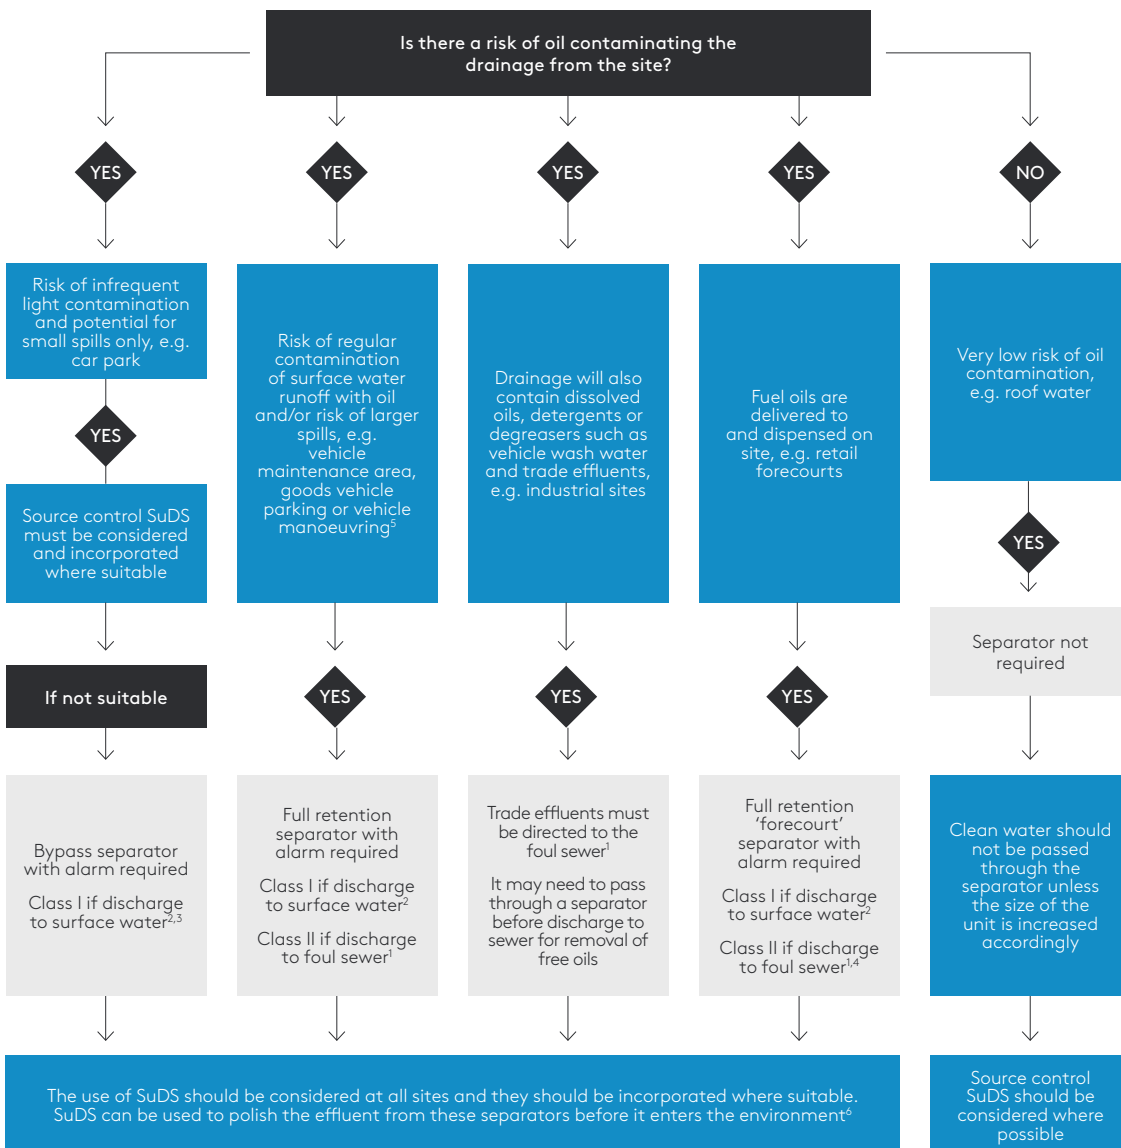 Is there a risk of oil contaminating the
drainage from the site?
YES
YES
YES
YES
NO
Risk of infrequent
light contamination
and potential for
small spills only, e.g.
car park
YES
Source control SuDS
must be considered
and incorporated
where suitable
If not suitable
Bypass separator
with alarm required
Class I if discharge
to surface water2,3
Risk of regular
contamination
of surface water
runoff with oil
and/or risk of larger
spills, e.g.
vehicle
maintenance area,
goods vehicle
parking or vehicle
manoeuvring5
YES
Full retention
separator with
alarm required
Class I if discharge
to surface water2
Class II if discharge
to foul sewer1
Drainage will also
contain dissolved
oils, detergents or
degreasers such as
vehicle wash water
and trade effluents,
e.g. industrial sites
YES
Trade effluents must
be directed to the
foul sewer1
It may need to pass
through a separator
before discharge to
sewer for removal of
free oils
Fuel oils are
delivered to
and dispensed on
site, e.g. retail
forecourts
YES
Full retention
‘forecourt’
separator with
alarm required
Class I if discharge
to surface water2
Class II if discharge
to foul sewer1,4
Very low risk of oil
contamination,
e.g. roof water
YES
Separator not
required
Clean water should
not be passed
through the
separator unless
the size of the
unit is increased
accordingly
The use of SuDS should be considered at all sites and they should be incorporated where suitable.
SuDS can be used to polish the effluent from these separators before it enters the environment6
Source control
SuDS should be
considered where
possible